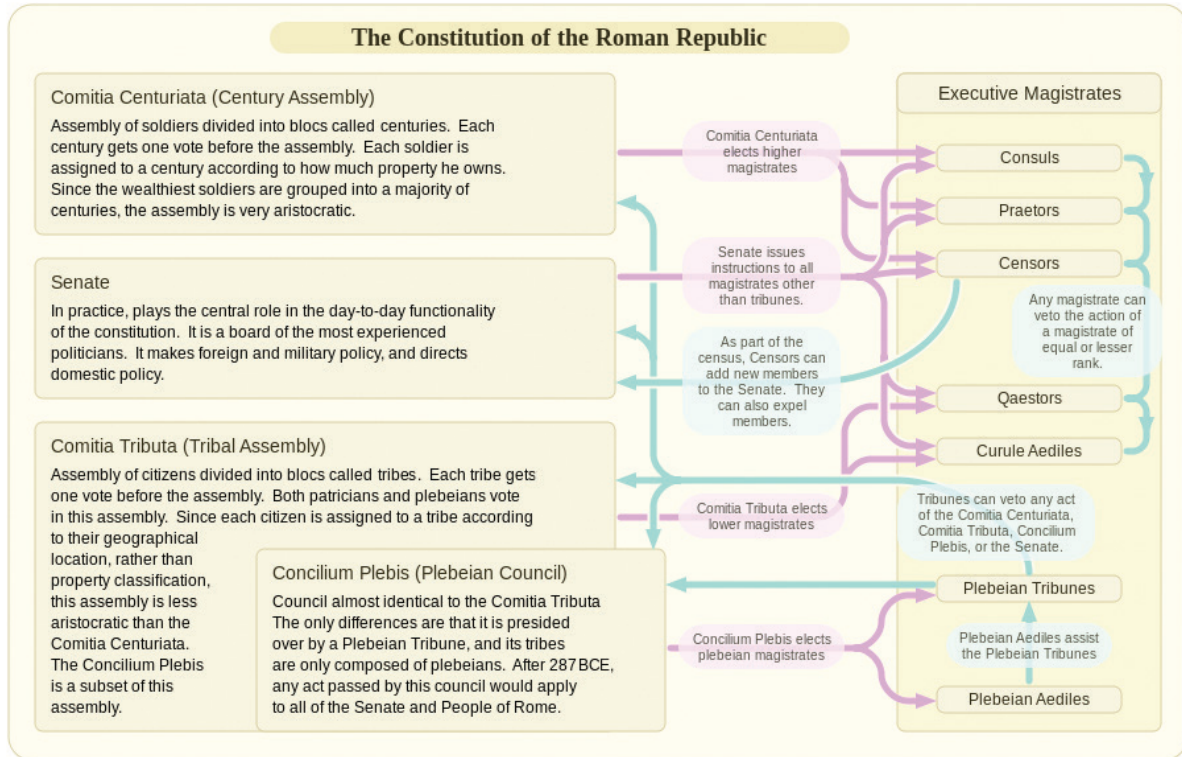 The Constitution of the Roman Republic
Comitia Centuriata (Century Assembly)
Assembly of soldiers divided into blocs called centuries. Each
century gets one vote before the assembly. Each soldier is
assigned to a century according to how much property he owns.
Since the wealthiest soldiers are grouped into a majority of
centuries, the assembly is very aristocratic.
Senate
In practice, plays the central role in the day-to-day functionality
of the constitution. It is a board of the most experienced
politicians. It makes foreign and military policy, and directs
domestic policy.
Comitia Tributa (Tribal Assembly)
Assembly of citizens divided into blocs called tribes. Each tribe gets
one vote before the assembly. Both patricians and plebeians vote
in this assembly. Since each citizen is assigned to a tribe according
to their geographical
location, rather than
property classification,
this assembly is less
aristocratic than the
Comitia Centuriata.
The Concilium Plebis
is a subset of this
assembly.
Concilium Plebis (Plebeian Council)
Council almost identical to the Comitia Tributa
The only differences are that it is presided
over by a Plebeian Tribune, and its tribes
are only composed of plebeians. After 287 BCE,
any act passed by this council would apply
to all of the Senate and People of Rome.
Comitia Centuriata
elects higher
magistrates
Senate issues
instructions to all
magistrates other
than tribunes.
As part of the
census, Censors can
add new members
to the Senate. They
can also expel
members.
Comitia Tributa elects
lower magistrates
Concilium Plebis elects
plebeian magistrates
Executive Magistrates
Consuls
Praetors
Censors
Any magistrate can
veto the action of
a magistrate of
equal or lesser
rank.
Qaestors
Curule Aediles
Tribunes can veto any act
of the Comitia Centuriata,
Comitia Tributa, Concilium
Plebis, or the Senate.
Plebeian Tribunes
Plebeian Aediles assist
the Plebeian Tribunes
Plebeian Aediles